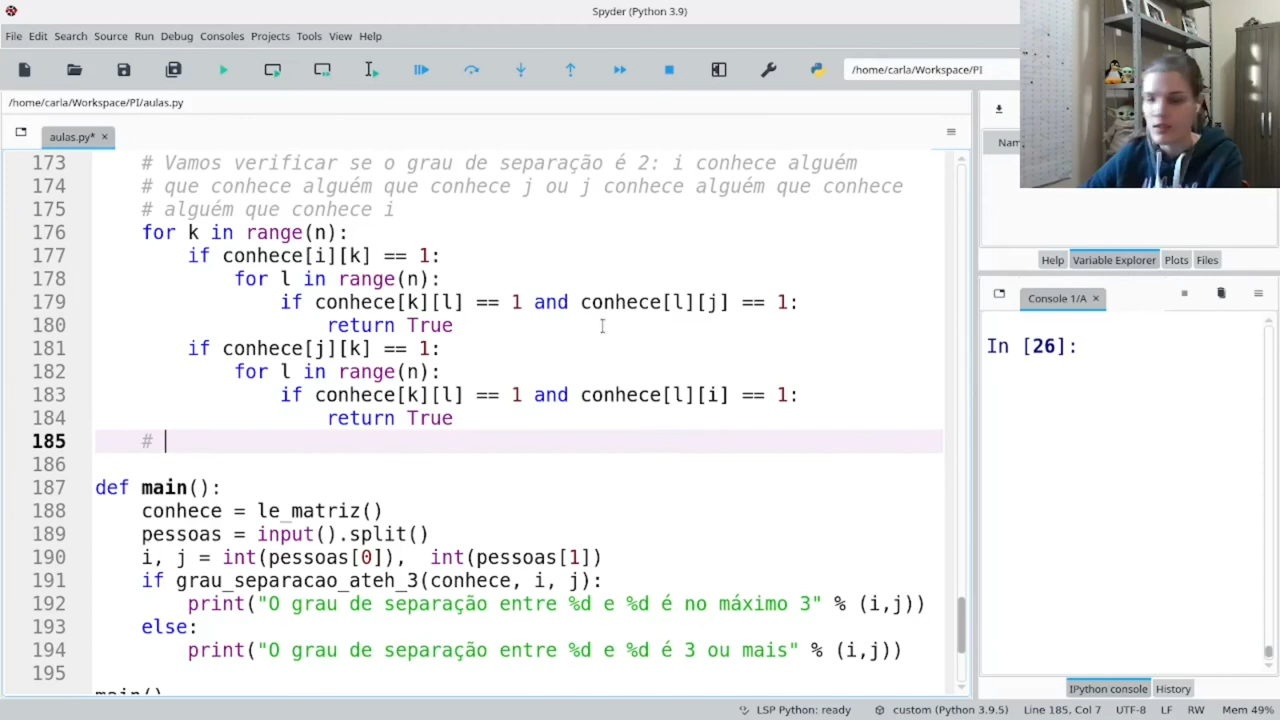 Spyder (Python 3.9)
File Edit Search Source Run Debug Consoles Projects Tools View Help
/home/carla/Workspace/PI
/home/carla/Workspace/PI/aulas.py
aulas.py*
173 # Vamos verificar se o grau de separação é 2: i conhece alguém
174 # que conhece alguém que conhece j ou j conhece alguém que conhece
175 # alguém que conhece i
176 for k in range(n):
177 if conhece[i][k] == 1:
178 for l in range(n):
179 if conhece[k][l] == 1 and conhece[l][j] == 1:
180 return True
181 if conhece[j][k] == 1:
182 for l in range(n):
183 if conhece[k][l] == 1 and conhece[l][i] == 1:
184 return True
185 #
186
187 def main():
188 conhece = le_matriz()
189 pessoas = input().split()
190 i, j = int(pessoas[0]), int(pessoas[1])
191 if grau_separacao_ateh_3(conhece, i, j):
192 print("O grau de separação entre %d e %d é no máximo 3" % (i,j))
193 else:
194 print("O grau de separação entre %d e %d é 3 ou mais" % (i,j))
195
main()
Nam
Help Variable Explorer Plots Files
Console 1/A
In [26]:
IPython console History
LSP Python: ready custom (Python 3.9.5) Line 185, Col 7 UTF-8 LF RW Mem 49%